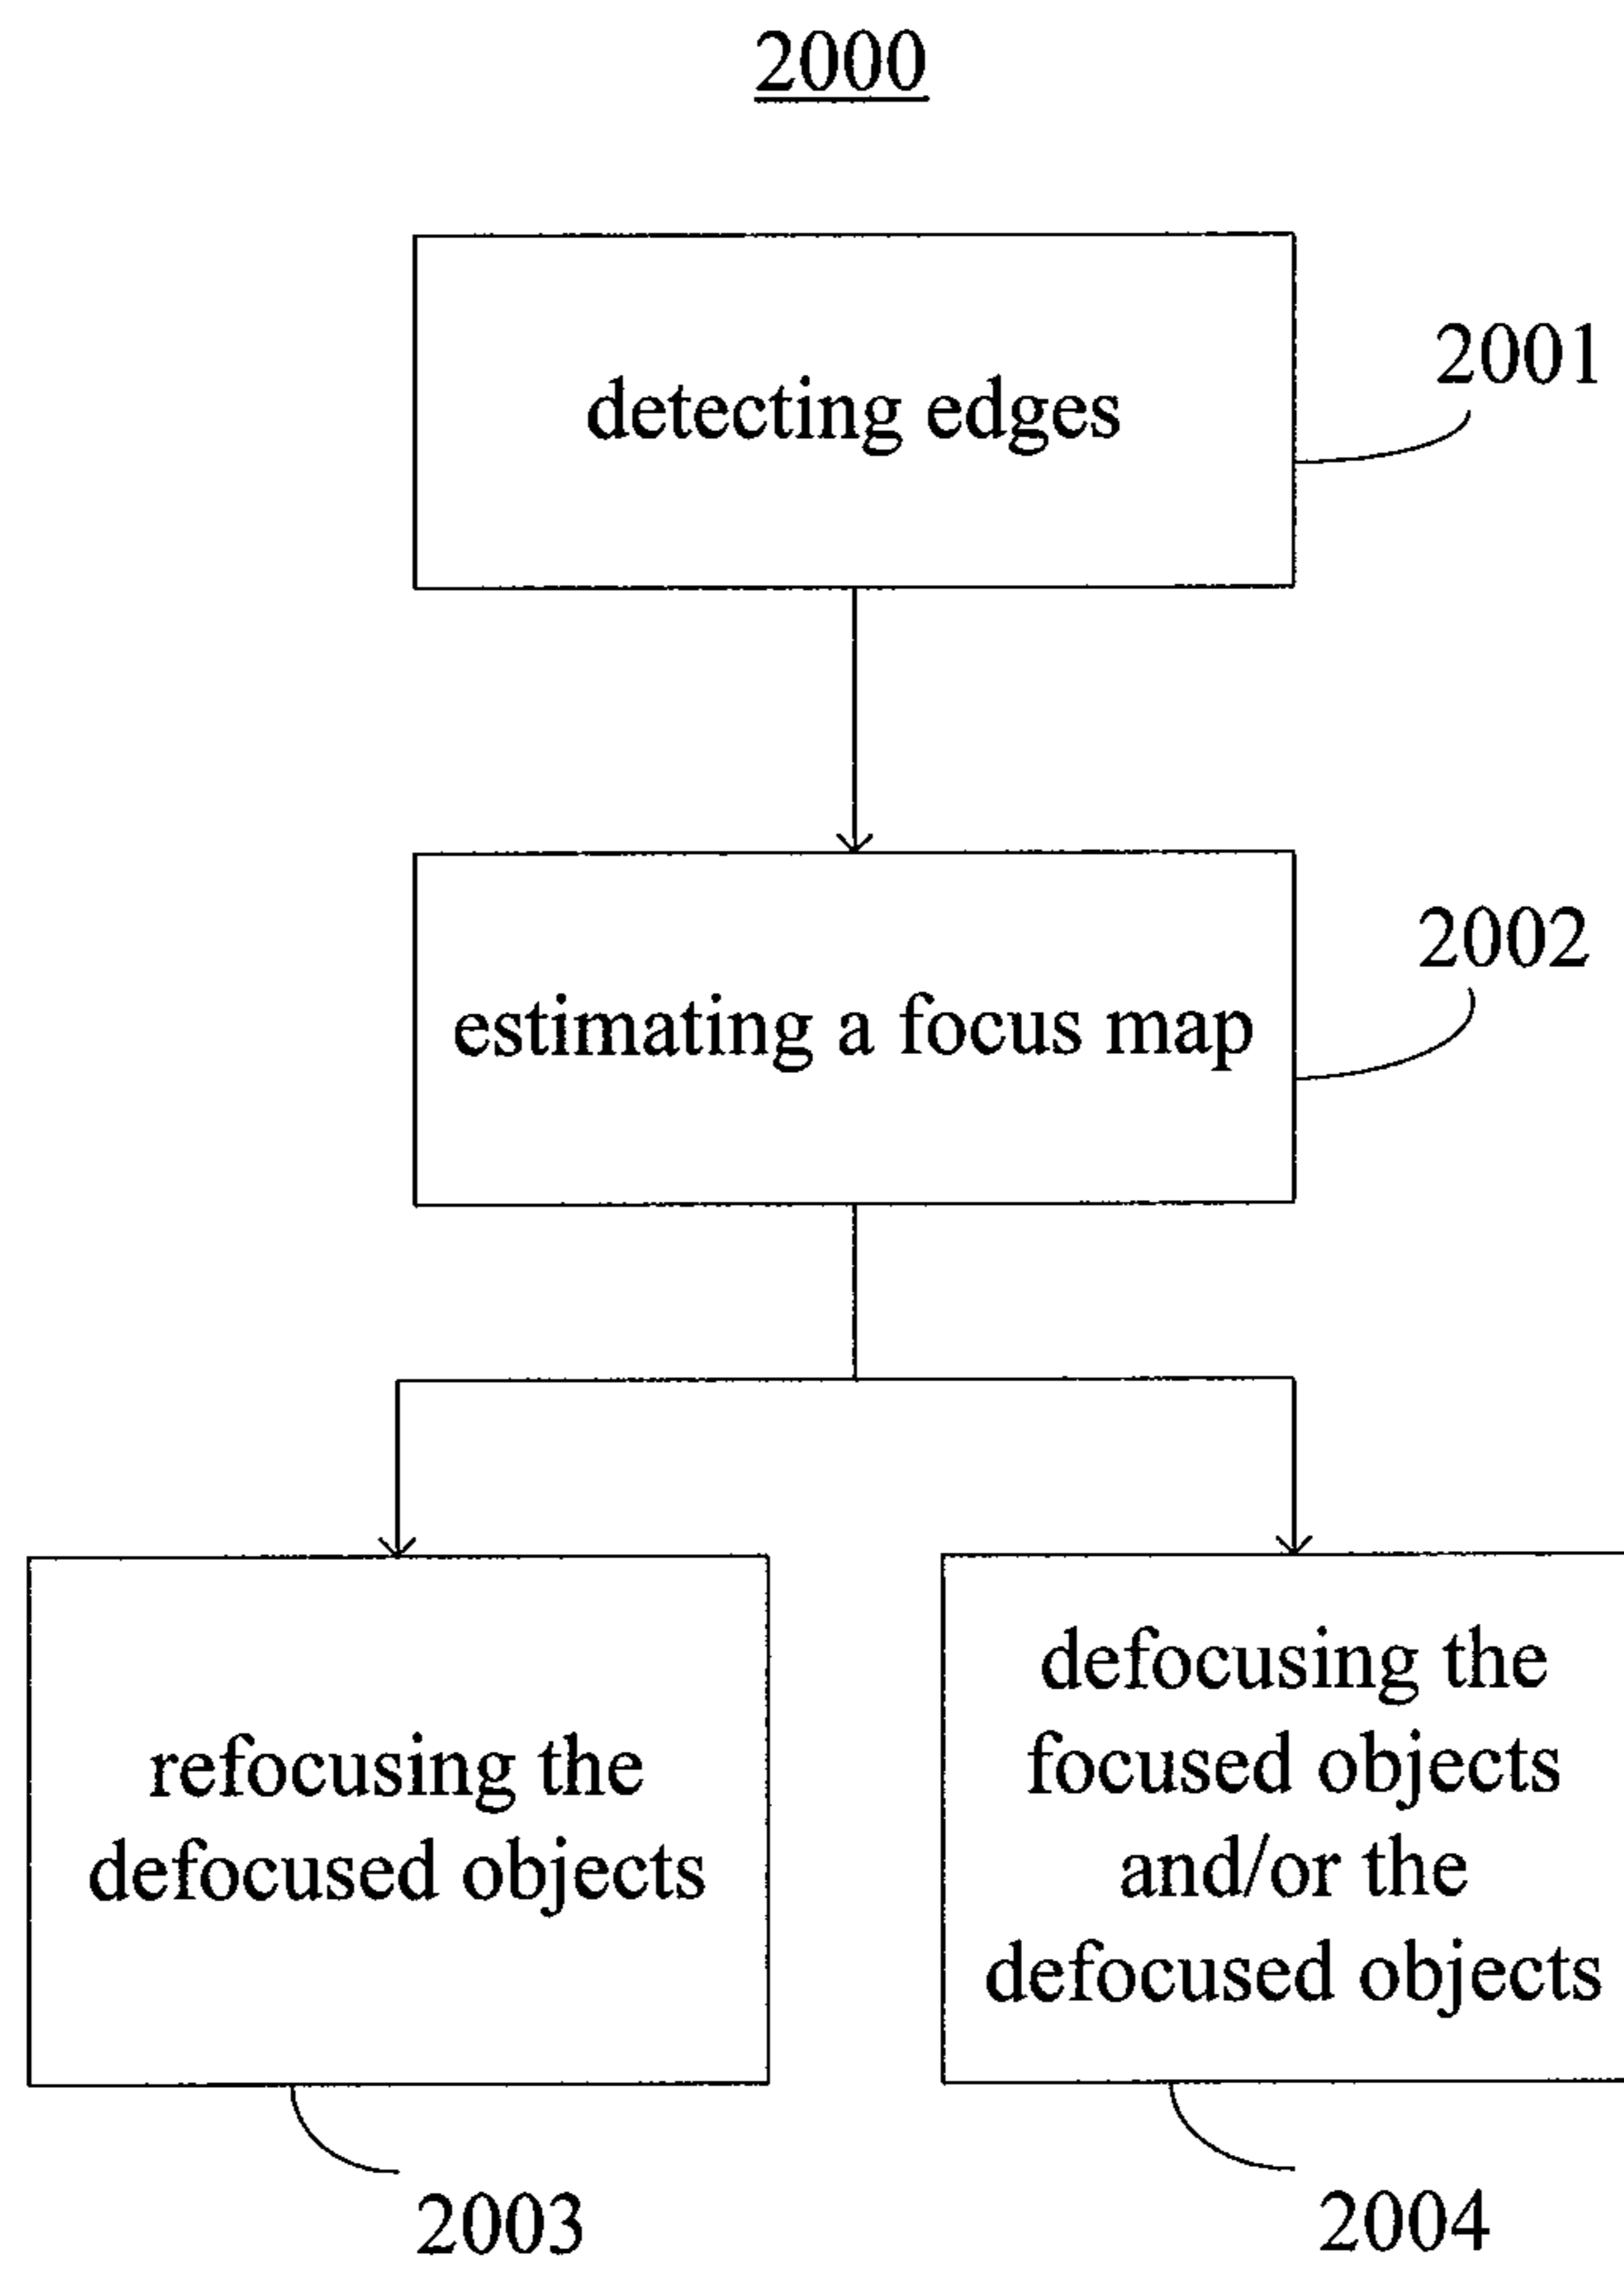 2000
detecting edges
2001
estimating a focus map
2002
refocusing the
defocused objects
2003
defocusing the
focused objects
and/or the
defocused objects
2004